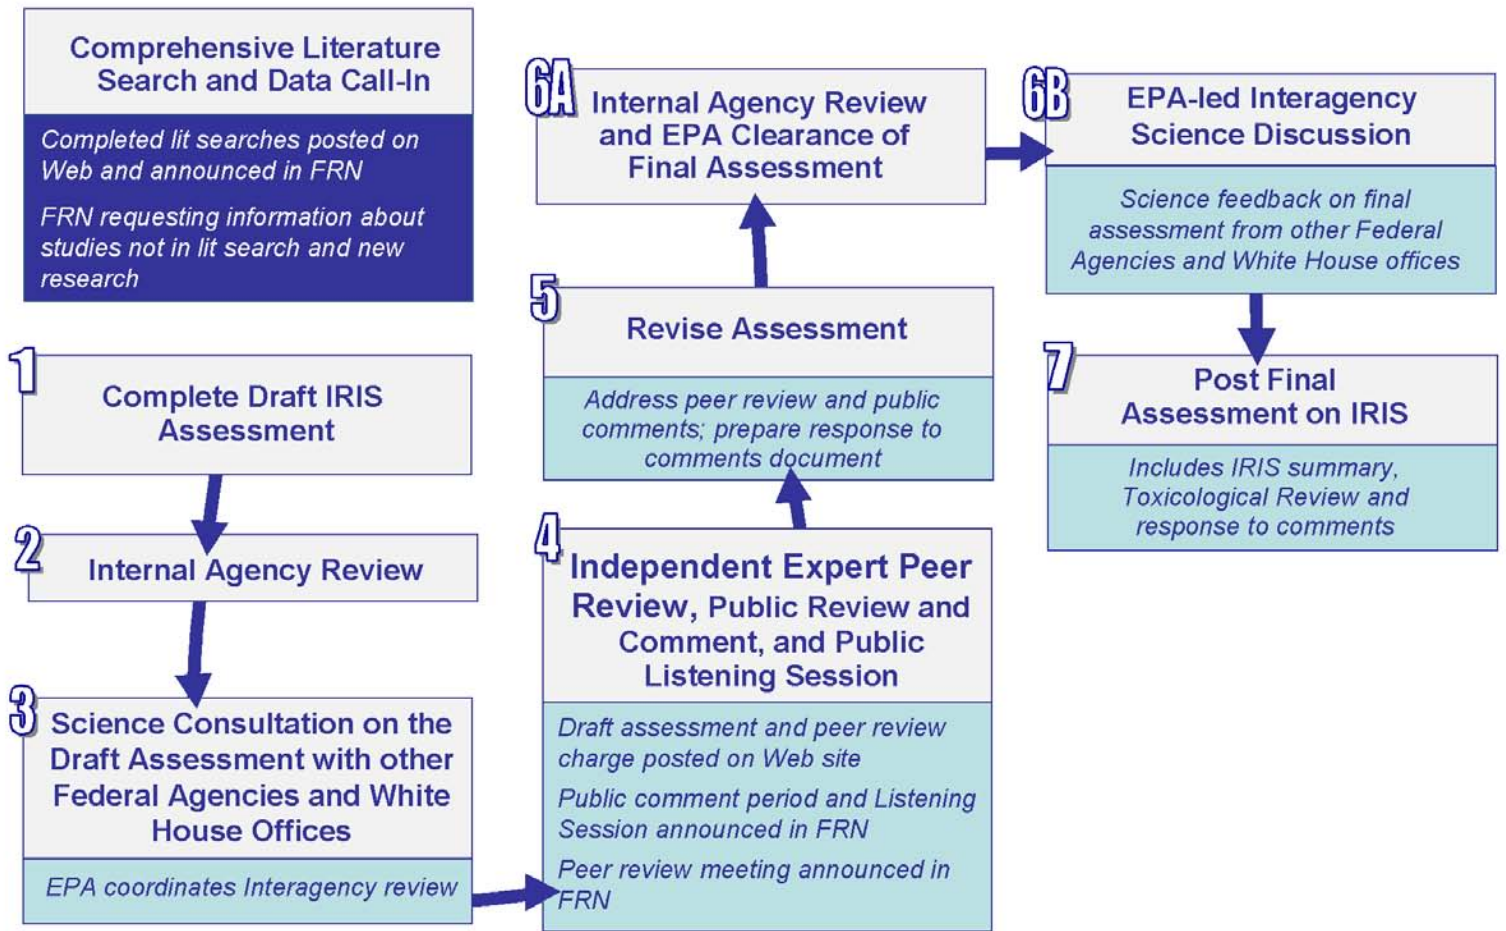 Comprehensive Literature
Search and Data Call-In
Completed lit searches posted on
Web and announced in FRN
FRN requesting information about
studies not in lit search and new
research
1
Complete Draft IRIS
Assessment
2
Internal Agency Review
3
Science Consultation on the
Draft Assessment with other
Federal Agencies and White
House Offices
EPA coordinates Interagency review
4
Independent Expert Peer
Review, Public Review and
Comment, and Public
Listening Session
Draft assessment and peer review
charge posted on Web site
Public comment period and Listening
Session announced in FRN
Peer review meeting announced in
FRN
5
Revise Assessment
Address peer review and public
comments; prepare response to
comments document
6A
Internal Agency Review
and EPA Clearance of
Final Assessment
6B
EPA-led Interagency
Science Discussion
Science feedback on final
assessment from other Federal
Agencies and White House offices
7
Post Final
Assessment on IRIS
Includes IRIS summary,
Toxicological Review and
response to comments